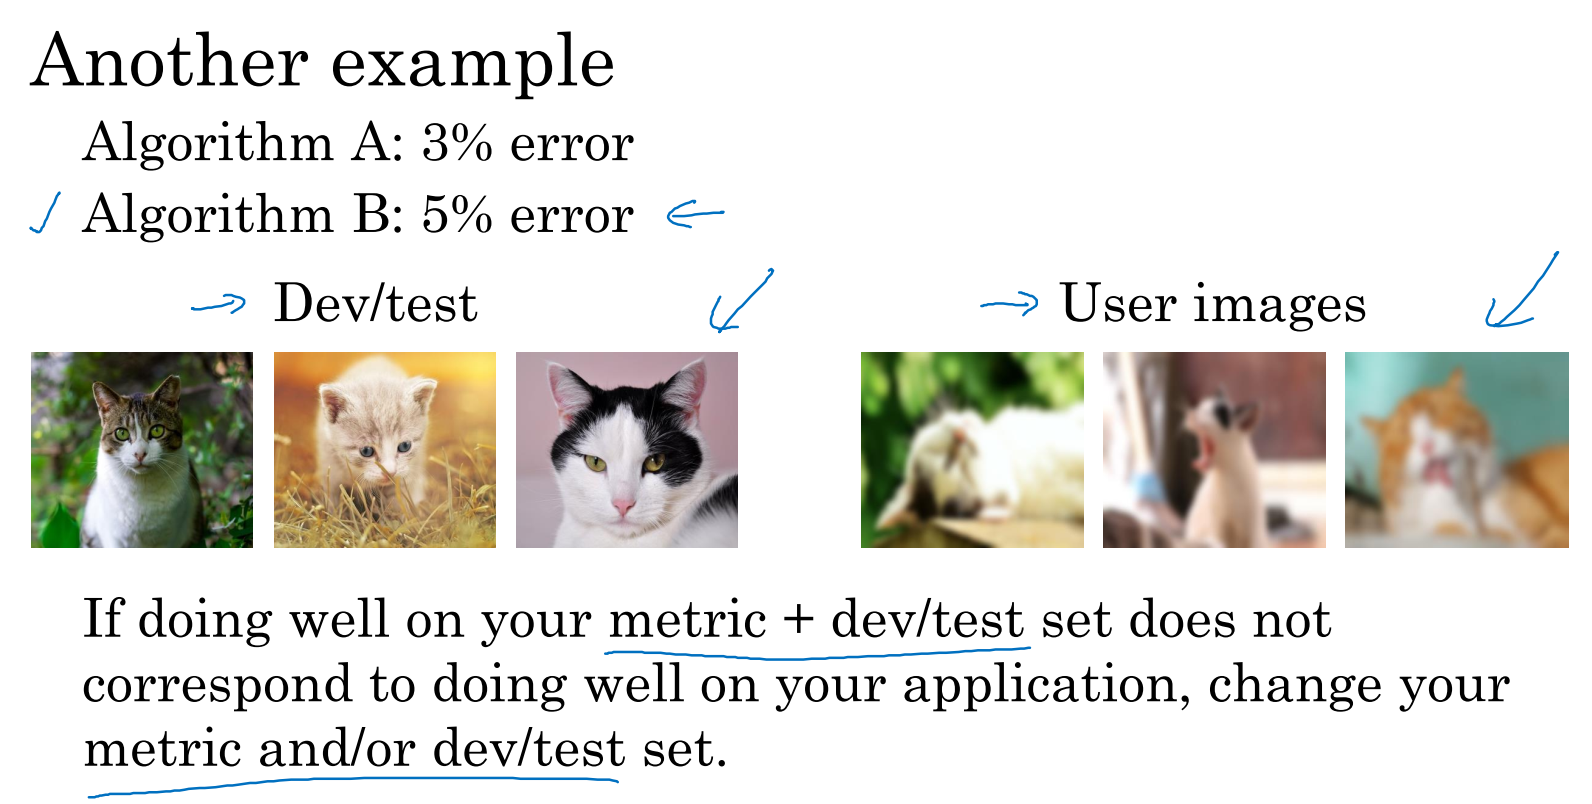 Another example
Algorithm A: 3% error
Algorithm B: 5% error
Dev/test
User images
If doing well on your metric + dev/test set does not
correspond to doing well on your application, change your
metric and/or dev/test set.